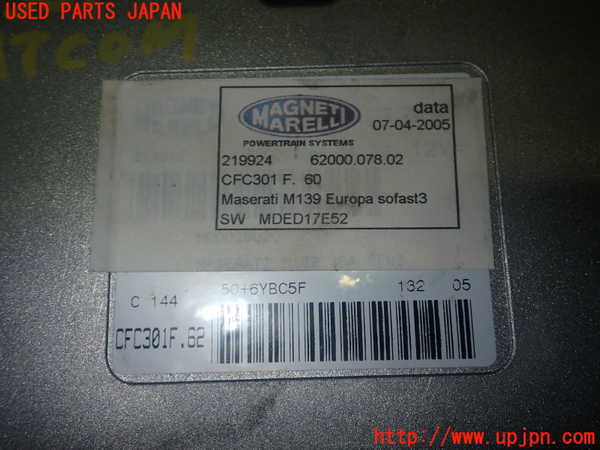 USED PARTS JAPAN
ATCOM
MAGNETI
MARELLI
POWERTRAIN SYSTEMS
data
07-04-2005
219924 62000.078.02
CFC301 F. 60
Maserati M139 Europa sofast3
SW MDED17E52
C 144 50+6YBC5F 132 05
CFC301F.62
http://www.upjpn.com